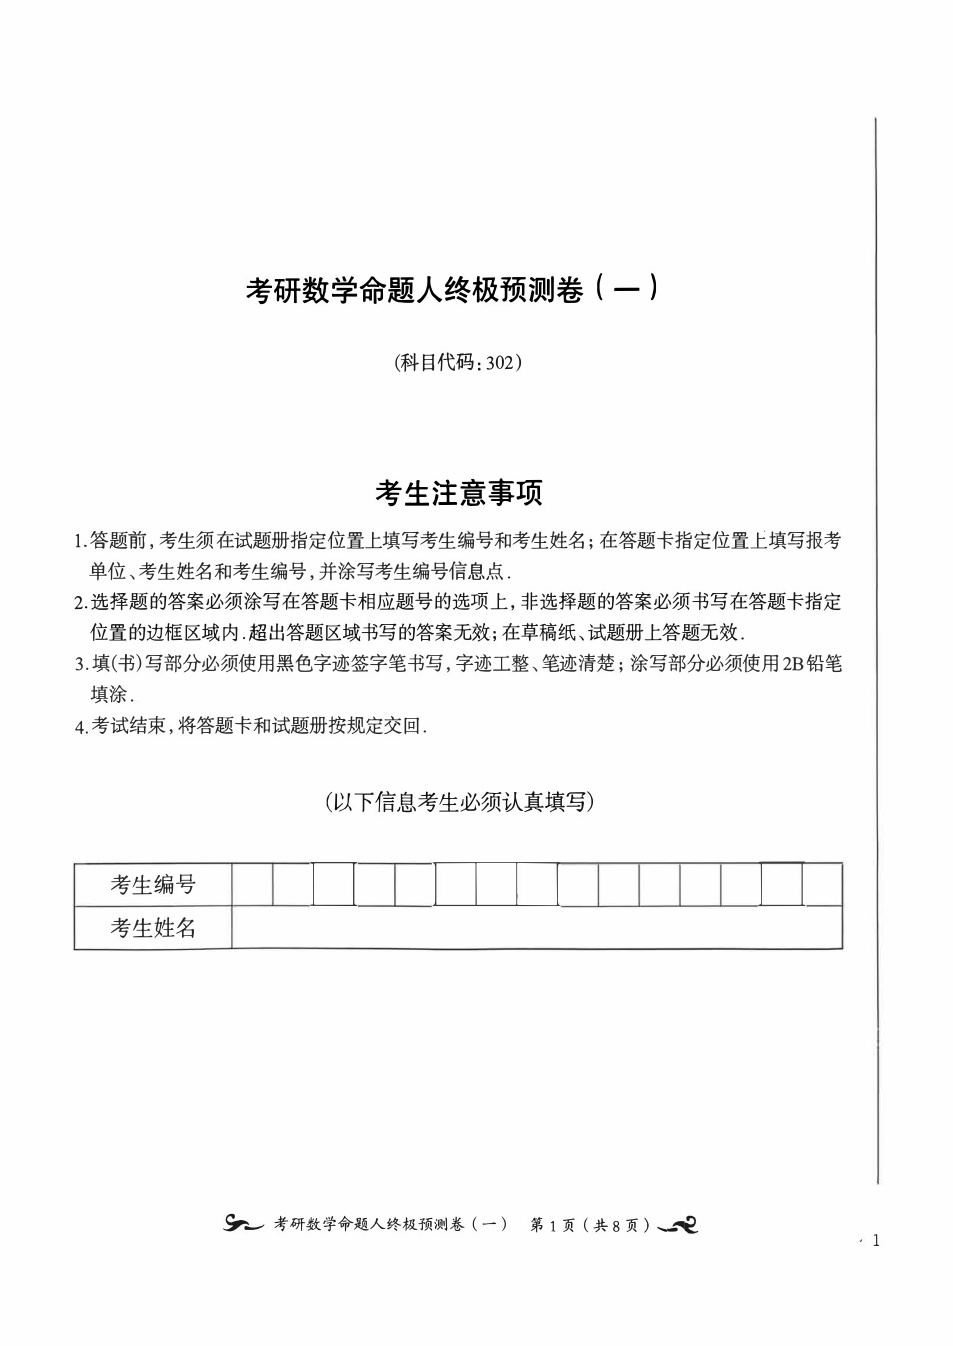 考研数学命题人终极预测卷(一)
(科目代码:302)
考生注意事项
1.答题前,考生须在试题册指定位置上填写考生编号和考生姓名;在答题卡指定位置上填写报考
单位、考生姓名和考生编号,并涂写考生编号信息点.
2.选择题的答案必须涂写在答题卡相应题号的选项上,非选择题的答案必须书写在答题卡指定
位置的边框区域内.超出答题区域书写的答案无效;在草稿纸、试题册上答题无效.
3.填(书)写部分必须使用黑色字迹签字笔书写,字迹工整、笔迹清楚;涂写部分必须使用2B铅笔
填涂.
4.考试结束,将答题卡和试题册按规定交回.
(以下信息考生必须认真填写)
考生编号
考生姓名
考研数学命题人终极预测卷(一) 第1页(共8页)
1